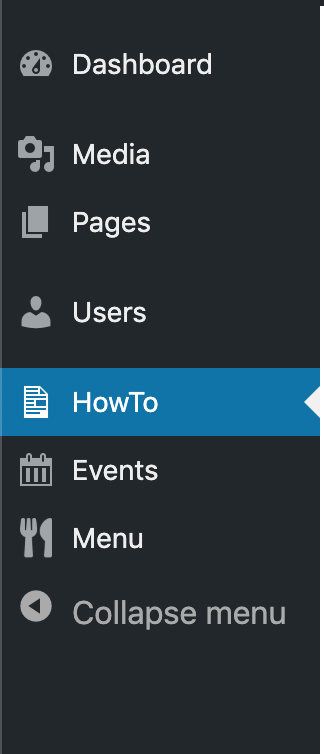 Dashboard
Media
Pages
Users
HowTo
Events
Menu
Collapse menu